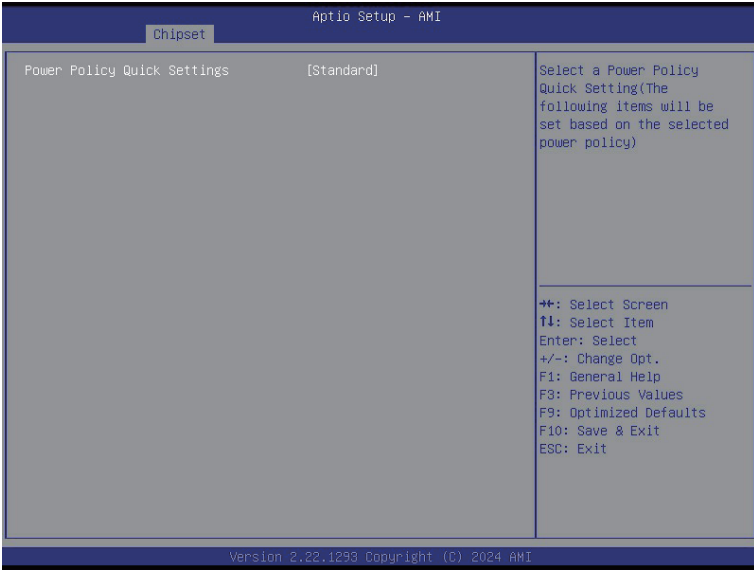 Aptio Setup – AMI
Chipset
Power Policy Quick Settings [Standard]
Select a Power Policy
Quick Setting(The
following items will be
set based on the selected
power policy)
→←: Select Screen
↑↓: Select Item
Enter: Select
+/-: Change Opt.
F1: General Help
F3: Previous Values
F9: Optimized Defaults
F10: Save & Exit
ESC: Exit
Version 2.22.1293 Copyright (C) 2024 AMI